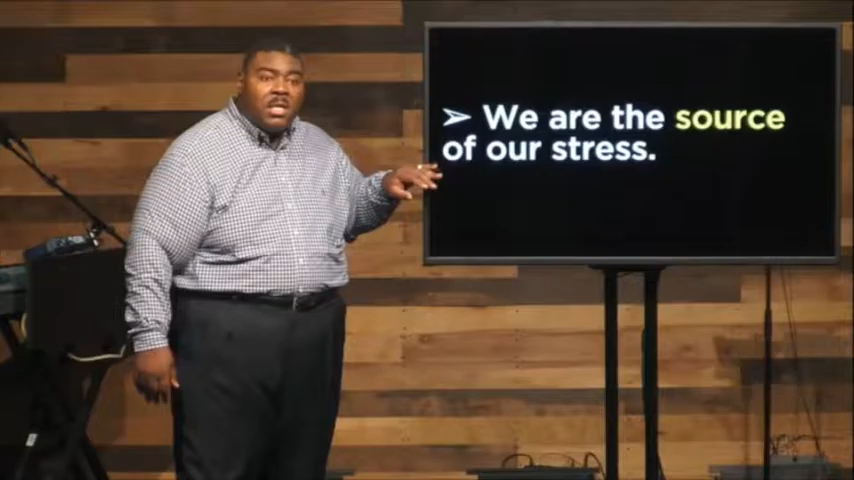 ➢ We are the source
of our stress.